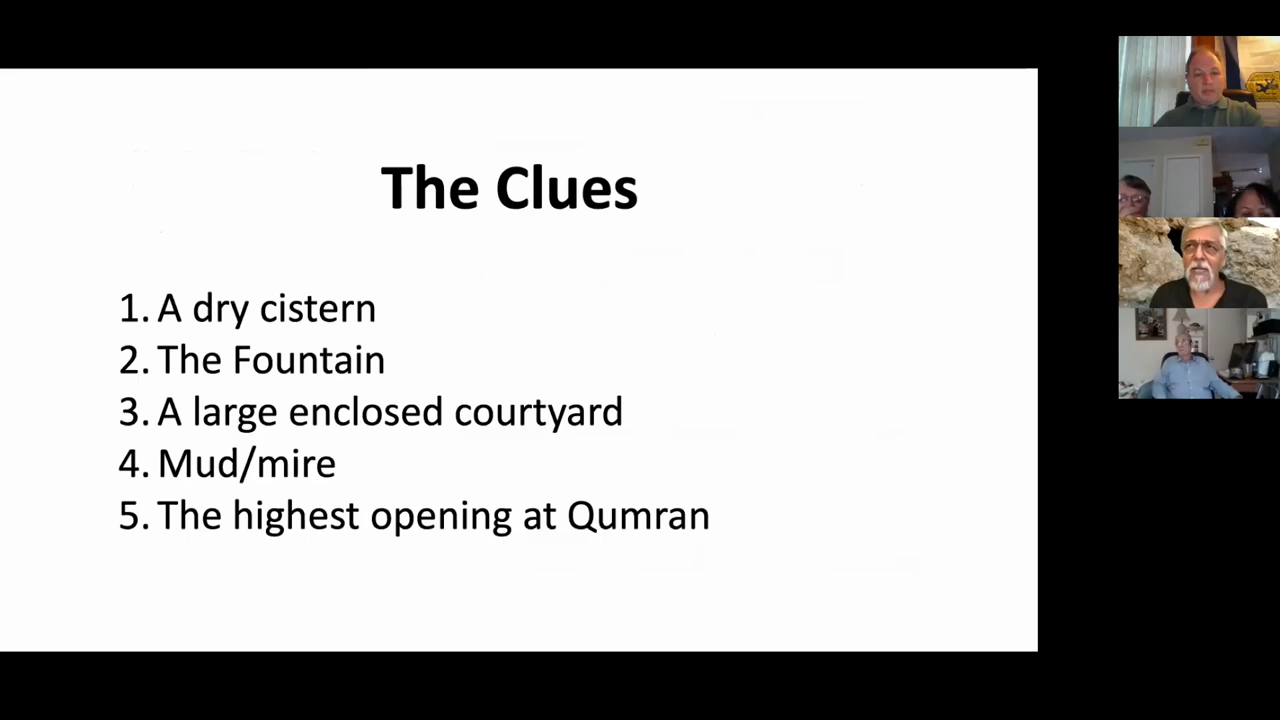 The Clues
1. A dry cistern
2. The Fountain
3. A large enclosed courtyard
4. Mud/mire
5. The highest opening at Qumran